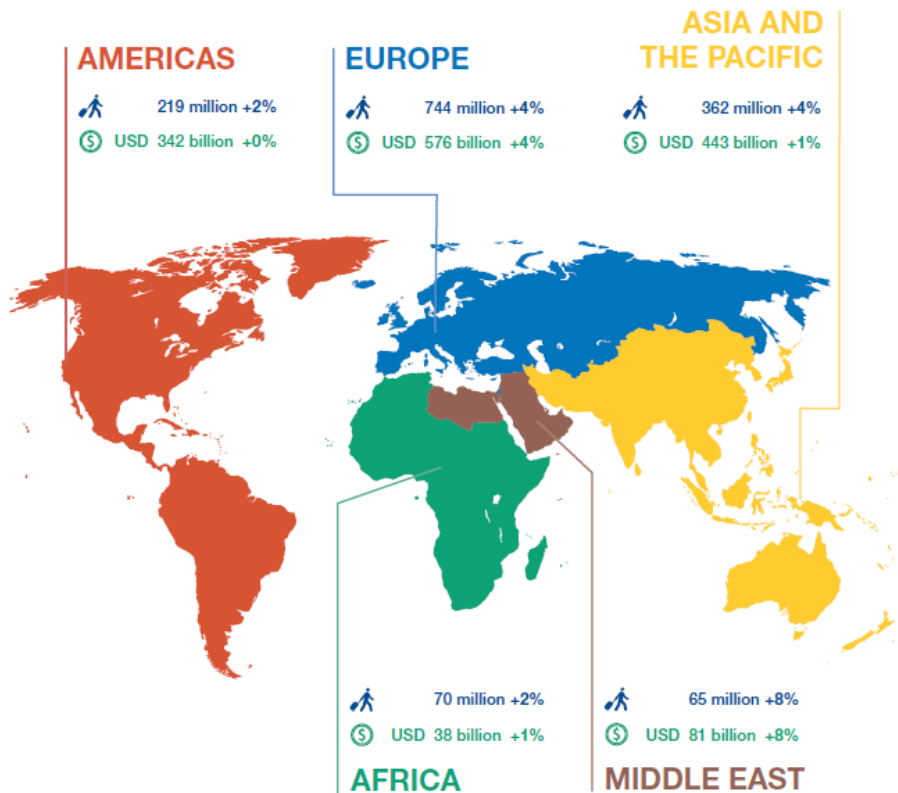 AMERICAS
219 million +2%
$ USD 342 billion +0%
EUROPE
744 million +4%
$ USD 576 billion +4%
ASIA AND
THE PACIFIC
362 million +4%
$ USD 443 billion +1%
70 million +2%
$ USD 38 billion +1%
AFRICA
65 million +8%
$ USD 81 billion +8%
MIDDLE EAST